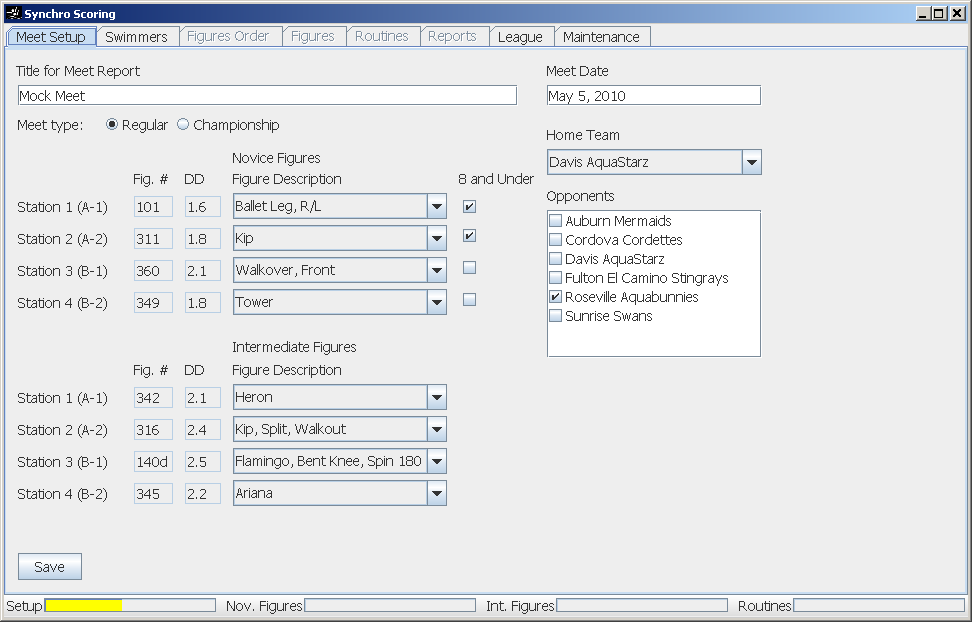 Synchro Scoring
Meet Setup Swimmers Figures Order Figures Routines Reports League Maintenance
Title for Meet Report
Mock Meet
Meet type: Regular Championship
Novice Figures
Fig. # DD Figure Description 8 and Under
Station 1 (A-1) 101 1.6 Ballet Leg, R/L
Station 2 (A-2) 311 1.8 Kip
Station 3 (B-1) 360 2.1 Walkover, Front
Station 4 (B-2) 349 1.8 Tower
Intermediate Figures
Fig. # DD Figure Description
Station 1 (A-1) 342 2.1 Heron
Station 2 (A-2) 316 2.4 Kip, Split, Walkout
Station 3 (B-1) 140d 2.5 Flamingo, Bent Knee, Spin 180
Station 4 (B-2) 345 2.2 Ariana
Meet Date
May 5, 2010
Home Team
Davis AquaStarz
Opponents
Auburn Mermaids
Cordova Cordettes
Davis AquaStarz
Fulton El Camino Stingrays
Roseville Aquabunnies
Sunrise Swans
Save
Setup Nov. Figures Int. Figures Routines